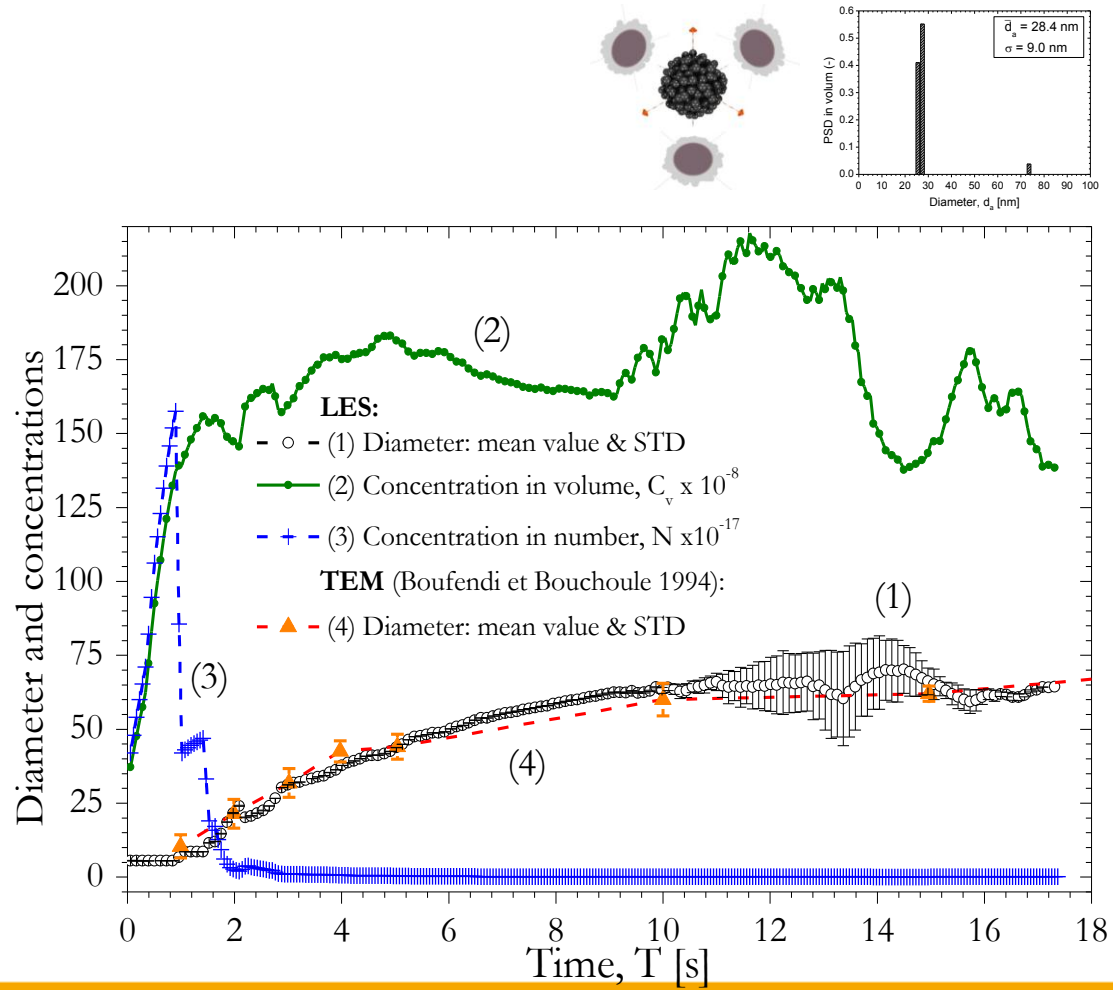 0.6
0.5
0.4
0.3
0.2
0.1
0.0
PSD in volum (-)
d̅ₐ = 28.4 nm
σ = 9.0 nm
0 10 20 30 40 50 60 70 80 90 100
Diameter, dₐ [nm]
200
175
150
125
100
75
50
25
0
Diameter and concentrations
(2)
LES:
(1) Diameter: mean value & STD
(2) Concentration in volume, Cᵥ x 10⁻⁸
(3) Concentration in number, N x10⁻¹⁷
TEM (Boufendi et Bouchoule 1994):
(4) Diameter: mean value & STD
(3)
(1)
(4)
0 2 4 6 8 10 12 14 16 18
Time, T [s]